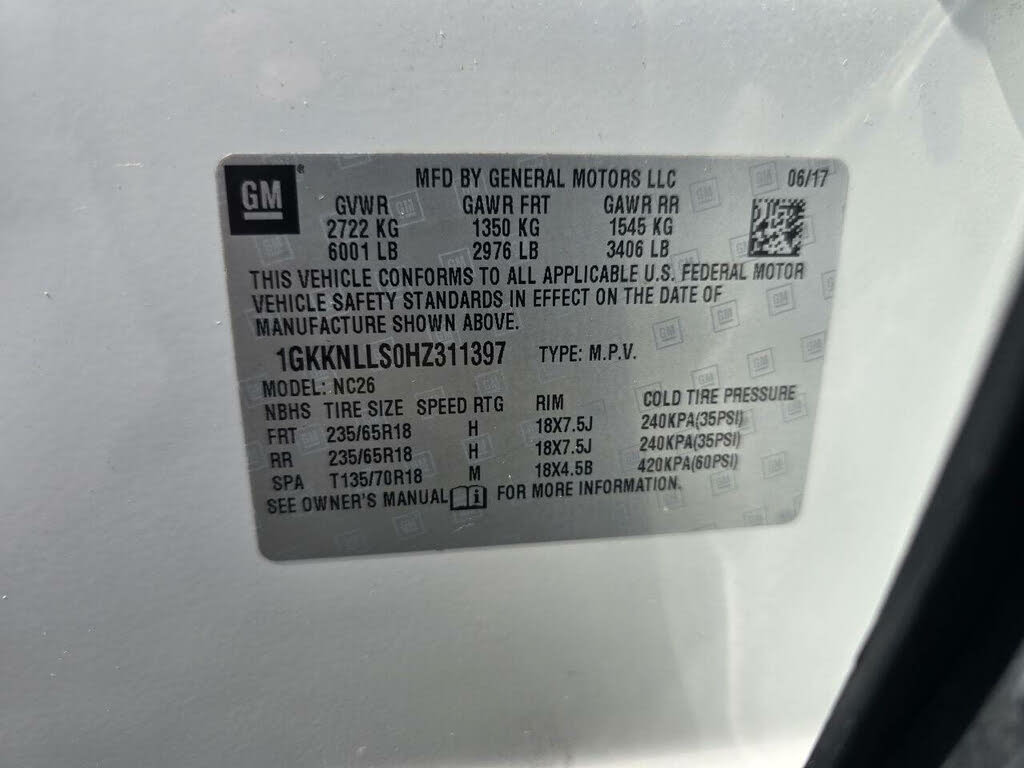 GM
MFD BY GENERAL MOTORS LLC 06/17
GVWR GAWR FRT GAWR RR
2722 KG 1350 KG 1545 KG
6001 LB 2976 LB 3406 LB
THIS VEHICLE CONFORMS TO ALL APPLICABLE U.S. FEDERAL MOTOR
VEHICLE SAFETY STANDARDS IN EFFECT ON THE DATE OF
MANUFACTURE SHOWN ABOVE.
1GKKNLLS0HZ311397 TYPE: M.P.V.
MODEL: NC26
NBHS TIRE SIZE SPEED RTG RIM COLD TIRE PRESSURE
FRT 235/65R18 H 18X7.5J 240KPA(35PSI)
RR 235/65R18 H 18X7.5J 240KPA(35PSI)
SPA T135/70R18 M 18X4.5B 420KPA(60PSI)
SEE OWNER'S MANUAL i FOR MORE INFORMATION.